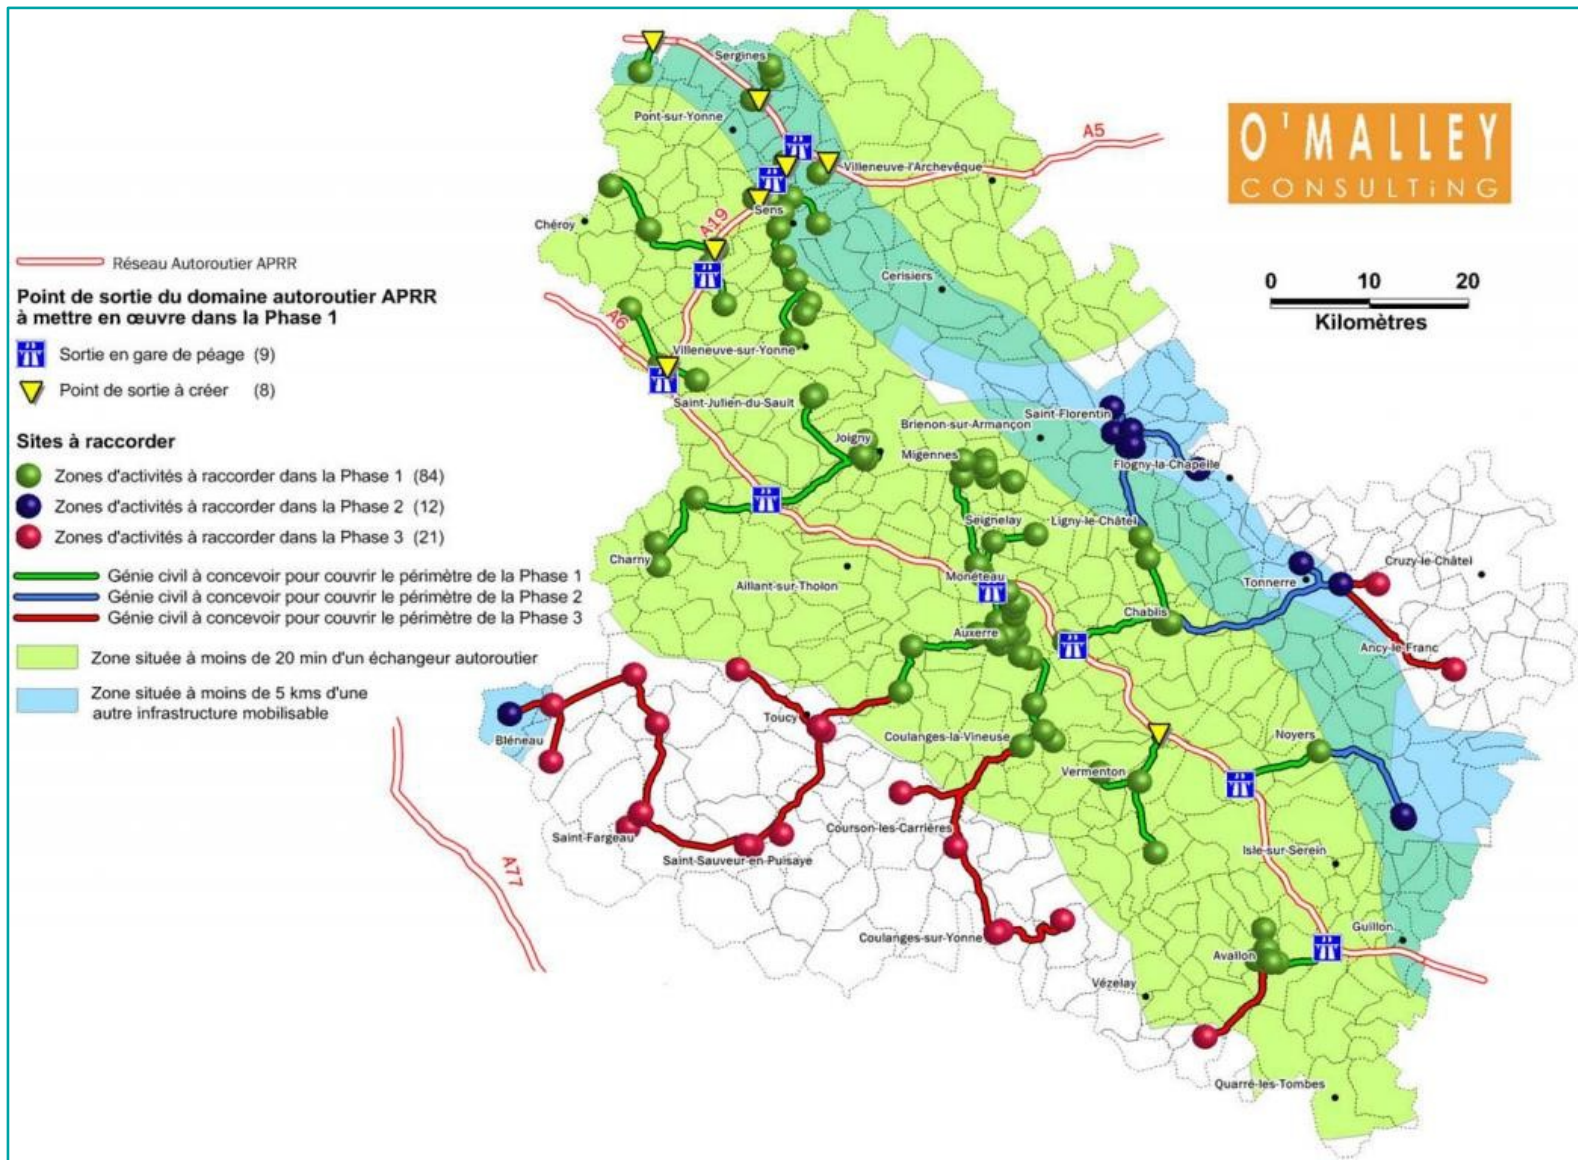 O'MALLEY
CONSULTiNG
0 10 20
Kilomètres
Réseau Autoroutier APRR
Point de sortie du domaine autoroutier APRR
à mettre en œuvre dans la Phase 1
Sortie en gare de péage (9)
Point de sortie à créer (8)
Sites à raccorder
Zones d'activités à raccorder dans la Phase 1 (84)
Zones d'activités à raccorder dans la Phase 2 (12)
Zones d'activités à raccorder dans la Phase 3 (21)
Génie civil à concevoir pour couvrir le périmètre de la Phase 1
Génie civil à concevoir pour couvrir le périmètre de la Phase 2
Génie civil à concevoir pour couvrir le périmètre de la Phase 3
Zone située à moins de 20 min d'un échangeur autoroutier
Zone située à moins de 5 kms d'une
autre infrastructure mobilisable
Sergines
Pont-sur-Yonne
A5
Villeneuve-l'Archevêque
Sens
A19
Chéroy
Cerisiers
A6
Villeneuve-sur-Yonne
Saint-Julien-du-Sault
Saint-Florentin
Brienon-sur-Armançon
Joigny
Migennes
Flogny-la-Chapelle
Seignelay
Ligny-le-Châtel
Charny
Aillant-sur-Tholon
Monéteau
Tonnerre
Cruzy-le-Châtel
Chablis
Auxerre
Ancy-le-Franc
Toucy
Bléneau
Coulanges-la-Vineuse
Noyers
Vermenton
Saint-Fargeau
Courson-les-Carrières
Saint-Sauveur-en-Puisaye
Isle-sur-Serein
A77
Coulanges-sur-Yonne
Guillon
Avallon
Vézelay
Quarré-les-Tombes